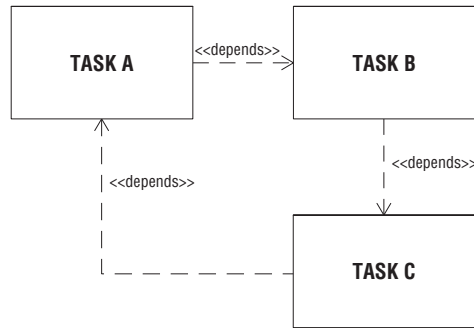 <<depends>>
TASK A
TASK B
<<depends>>
<<depends>>
TASK C